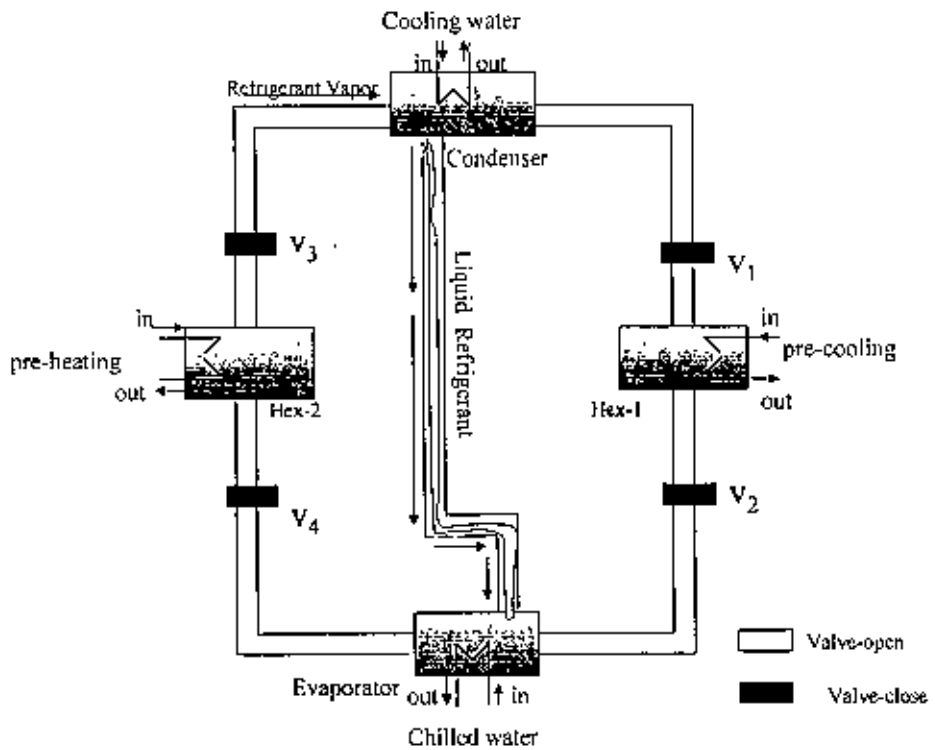 Cooling water
in out
Refrigerant Vapor
Condenser
V3
V1
Liquid Refrigerant
in
in
pre-heating
pre-cooling
out
out
Hex-2
Hex-1
V4
V2
Evaporator
out in
Chilled water
Valve-open
Valve-close